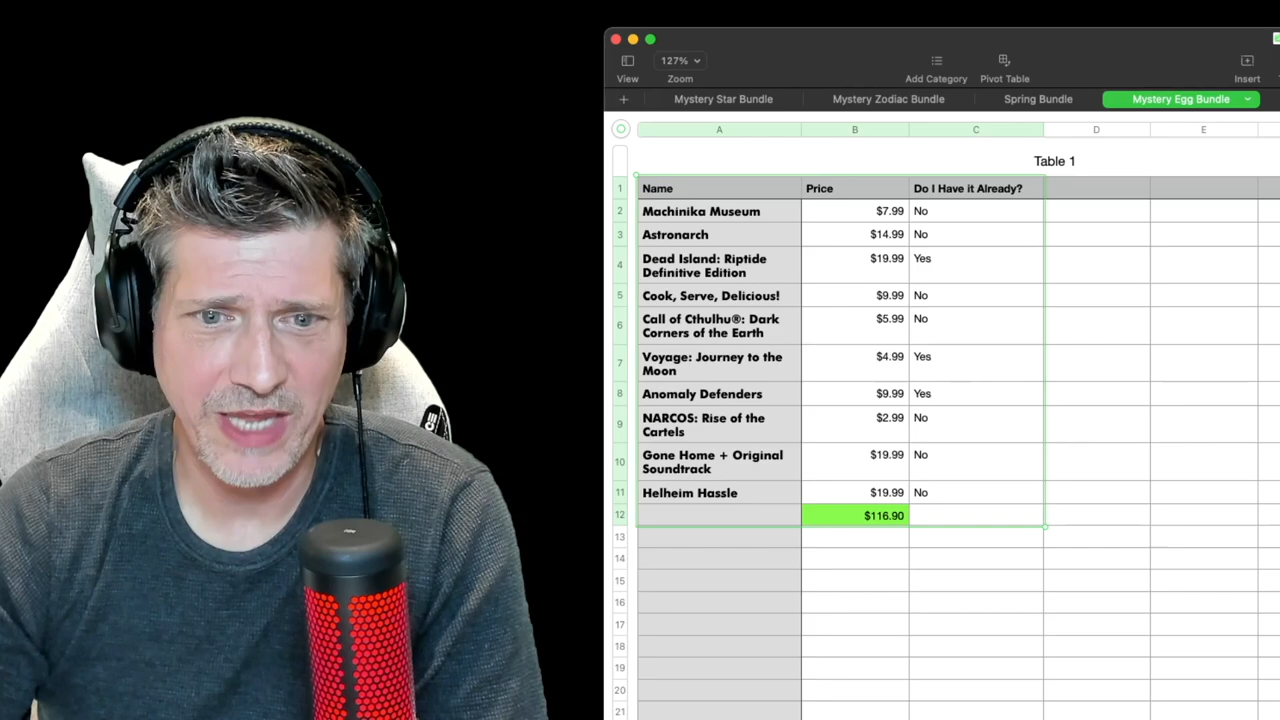 127%
View
Zoom
Add Category
Pivot Table
Insert
Mystery Star Bundle
Mystery Zodiac Bundle
Spring Bundle
Mystery Egg Bundle
A B C D E
Table 1
1 Name Price Do I Have it Already?
2 Machinika Museum $7.99 No
3 Astronarch $14.99 No
4 Dead Island: Riptide $19.99 Yes
Definitive Edition
5 Cook, Serve, Delicious! $9.99 No
6 Call of Cthulhu®: Dark $5.99 No
Corners of the Earth
7 Voyage: Journey to the $4.99 Yes
Moon
8 Anomaly Defenders $9.99 Yes
9 NARCOS: Rise of the $2.99 No
Cartels
10 Gone Home + Original $19.99 No
Soundtrack
11 Helheim Hassle $19.99 No
12 $116.90
13
14
15
16
17
18
19
20
21